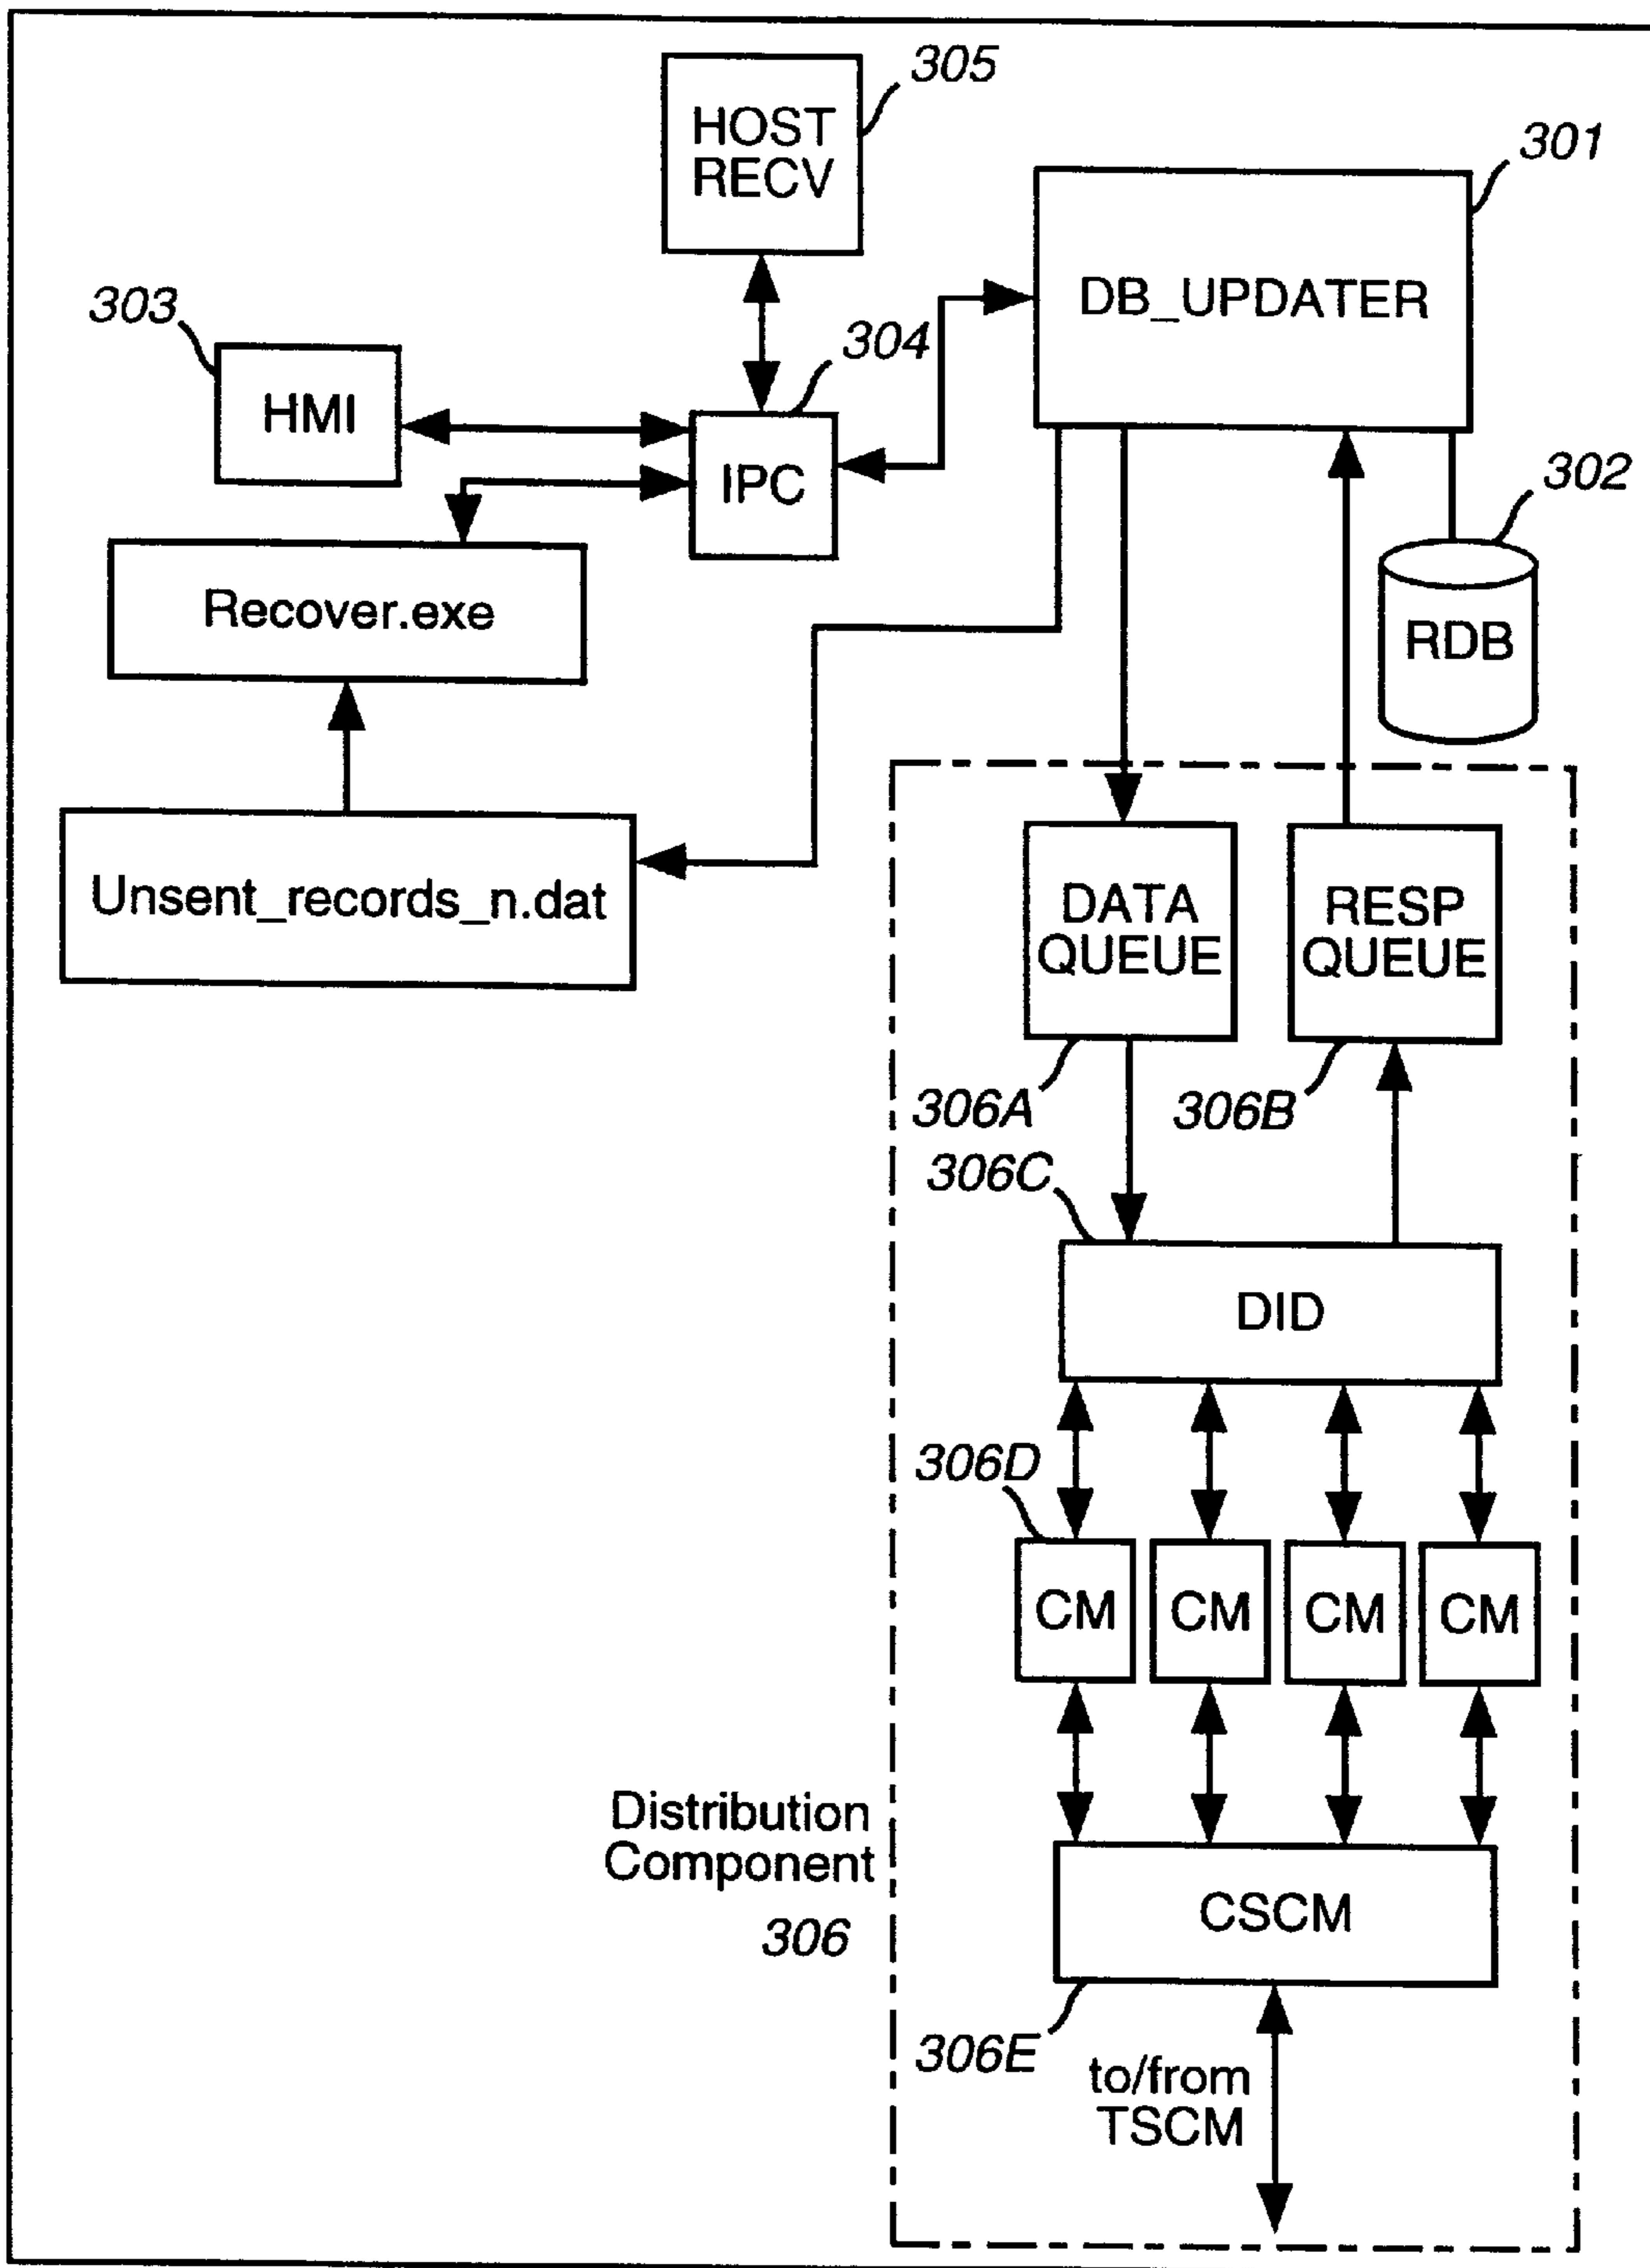 305
HOST
RECV
301
DB_UPDATER
303
304
HMI
IPC
302
Recover.exe
RDB
Unsent_records_n.dat
DATA
QUEUE
RESP
QUEUE
306A
306B
306C
DID
306D
CM
CM
CM
CM
Distribution
Component
306
CSCM
306E
to/from
TSCM